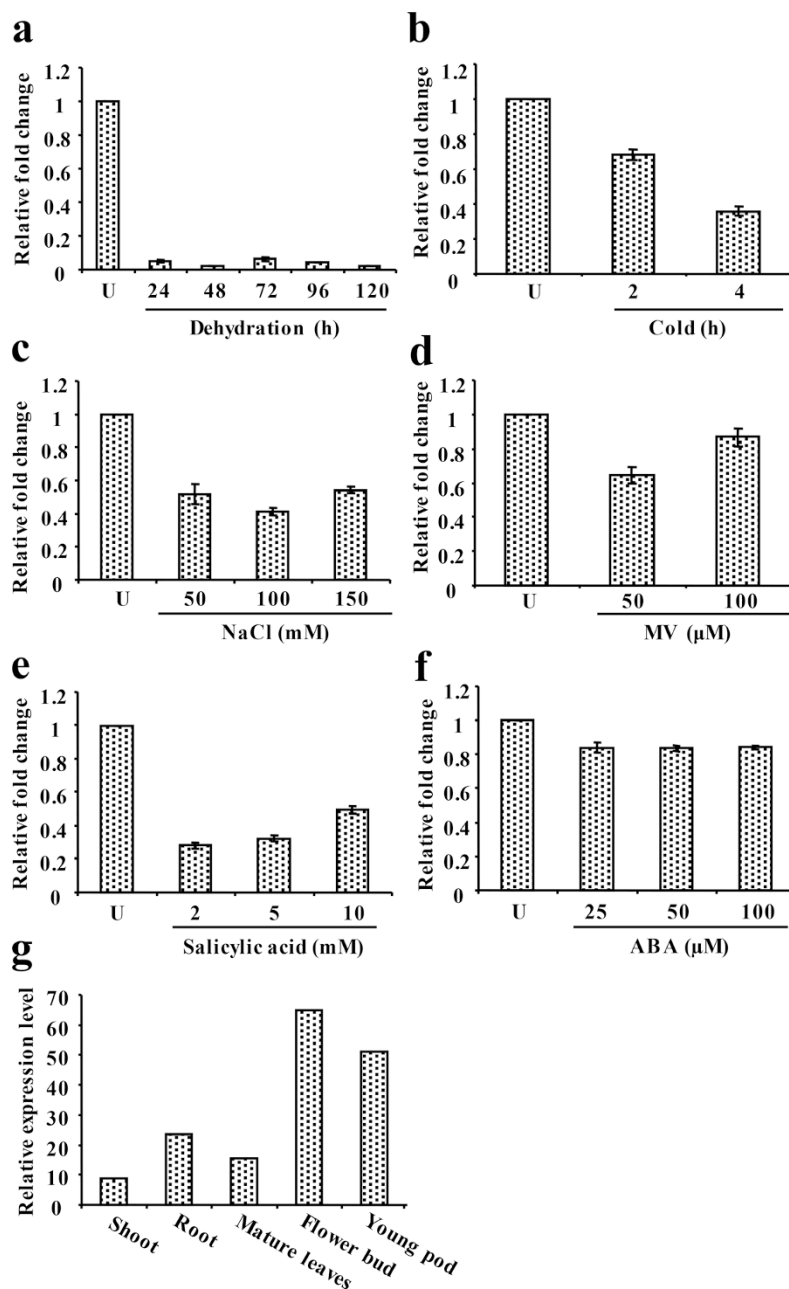 a
Relative fold change
1.2
1
0.8
0.6
0.4
0.2
0
U 24 48 72 96 120
Dehydration (h)
b
Relative fold change
1.2
1
0.8
0.6
0.4
0.2
0
U 2 4
Cold (h)
c
Relative fold change
1.2
1
0.8
0.6
0.4
0.2
0
U 50 100 150
NaCl (mM)
d
Relative fold change
1.2
1
0.8
0.6
0.4
0.2
0
U 50 100
MV (µM)
e
Relative fold change
1.2
1
0.8
0.6
0.4
0.2
0
U 2 5 10
Salicylic acid (mM)
f
Relative fold change
1.2
1
0.8
0.6
0.4
0.2
0
U 25 50 100
ABA (µM)
g
Relative expression level
70
60
50
40
30
20
10
0
Shoot
Root
Mature leaves
Flower bud
Young pod